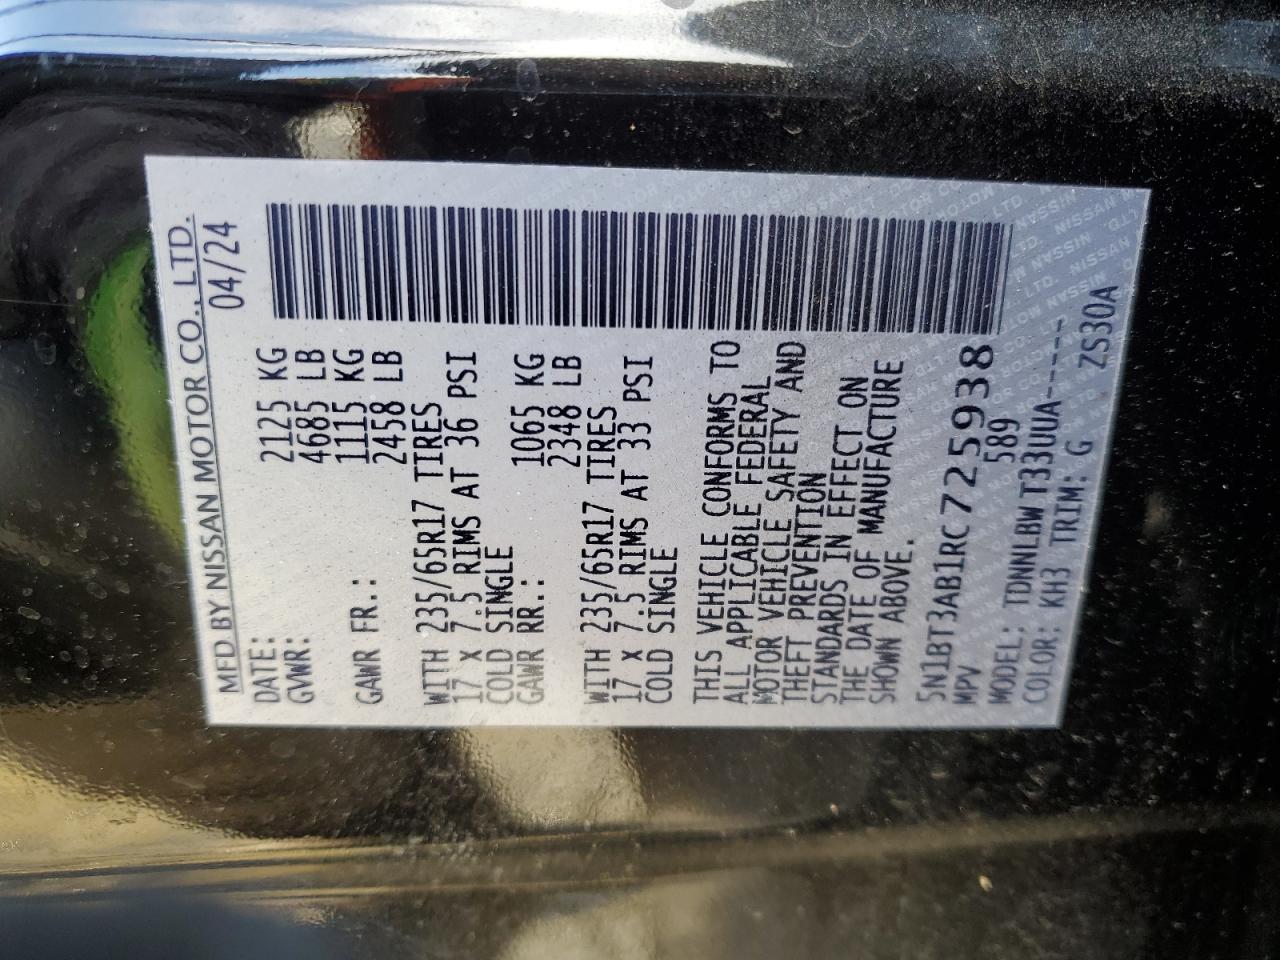 MFD BY NISSAN MOTOR CO., LTD.
DATE: 04/24
GVWR: 2125 KG
4685 LB
GAWR FR.: 1115 KG
2458 LB
WITH 235/65R17 TIRES
17 x 7.5 RIMS AT 36 PSI
COLD SINGLE
GAWR RR.: 1065 KG
2348 LB
WITH 235/65R17 TIRES
17 x 7.5 RIMS AT 33 PSI
COLD SINGLE
THIS VEHICLE CONFORMS TO
ALL APPLICABLE FEDERAL
MOTOR VEHICLE SAFETY AND
THEFT PREVENTION
STANDARDS IN EFFECT ON
THE DATE OF MANUFACTURE
SHOWN ABOVE.
5N1BT3AB1RC725938
MPV 589
MODEL: TDNNLBWT33UUA-----
COLOR: KH3 TRIM: G ZS30A